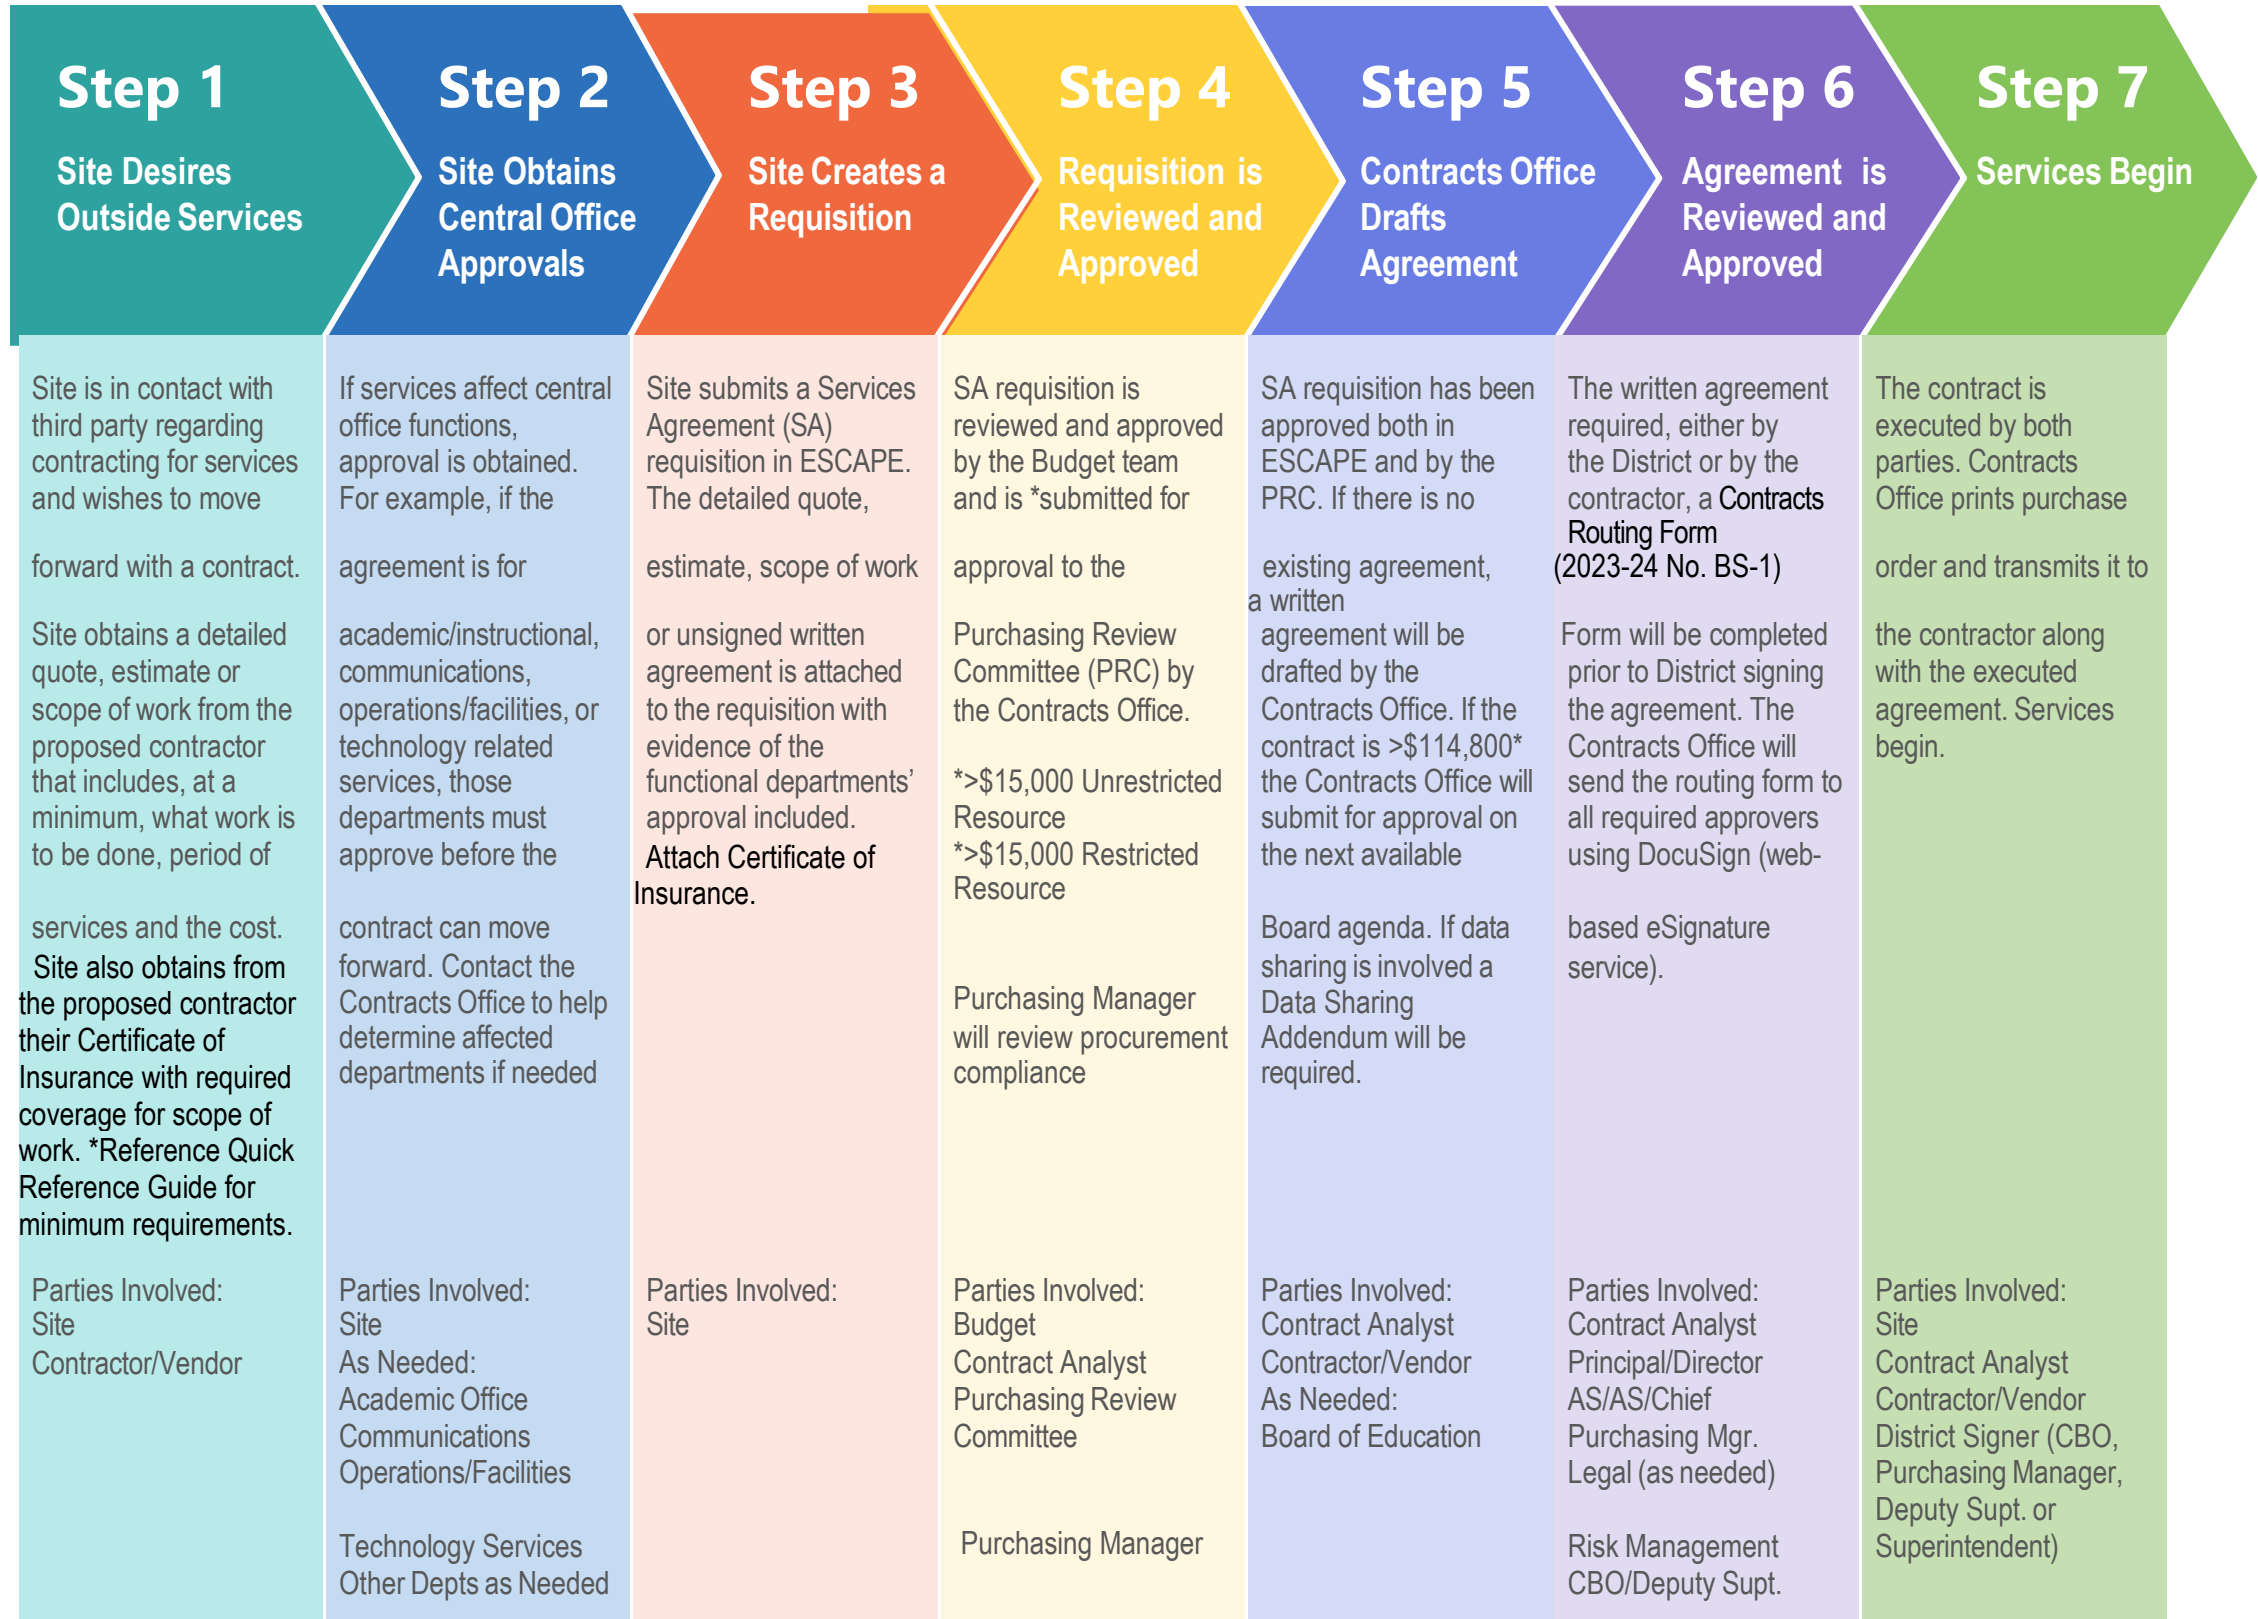 Step 1
Site Desires
Outside Services
Site is in contact with
third party regarding
contracting for services
and wishes to move
forward with a contract.
Site obtains a detailed
quote, estimate or
scope of work from the
proposed contractor
that includes, at a
minimum, what work is
to be done, period of
services and the cost.
Site also obtains from
the proposed contractor
their Certificate of
Insurance with required
coverage for scope of
work. *Reference Quick
Reference Guide for
minimum requirements.
Parties Involved:
Site
Contractor/Vendor
Step 2
Site Obtains
Central Office
Approvals
If services affect central
office functions,
approval is obtained.
For example, if the
agreement is for
academic/instructional,
communications,
operations/facilities, or
technology related
services, those
departments must
approve before the
contract can move
forward. Contact the
Contracts Office to help
determine affected
departments if needed
Parties Involved:
Site
As Needed:
Academic Office
Communications
Operations/Facilities
Technology Services
Other Depts as Needed
Step 3
Site Creates a
Requisition
Site submits a Services
Agreement (SA)
requisition in ESCAPE.
The detailed quote,
estimate, scope of work
or unsigned written
agreement is attached
to the requisition with
evidence of the
functional departments’
approval included.
Attach Certificate of
Insurance.
Parties Involved:
Site
Step 4
Requisition is
Reviewed and
Approved
SA requisition is
reviewed and approved
by the Budget team
and is *submitted for
approval to the
Purchasing Review
Committee (PRC) by
the Contracts Office.
*>$15,000 Unrestricted
Resource
*>$15,000 Restricted
Resource
Purchasing Manager
will review procurement
compliance
Parties Involved:
Budget
Contract Analyst
Purchasing Review
Committee
Purchasing Manager
Step 5
Contracts Office
Drafts
Agreement
SA requisition has been
approved both in
ESCAPE and by the
PRC. If there is no
existing agreement,
a written
agreement will be
drafted by the
Contracts Office. If the
contract is >$114,800*
the Contracts Office will
submit for approval on
the next available
Board agenda. If data
sharing is involved a
Data Sharing
Addendum will be
required.
Parties Involved:
Contract Analyst
Contractor/Vendor
As Needed:
Board of Education
Step 6
Agreement is
Reviewed and
Approved
The written agreement
required, either by
the District or by the
contractor, a Contracts
Routing Form
(2023-24 No. BS-1)
Form will be completed
prior to District signing
the agreement. The
Contracts Office will
send the routing form to
all required approvers
using DocuSign (web-
based eSignature
service).
Parties Involved:
Contract Analyst
Principal/Director
AS/AS/Chief
Purchasing Mgr.
Legal (as needed)
Risk Management
CBO/Deputy Supt.
Step 7
Services Begin
The contract is
executed by both
parties. Contracts
Office prints purchase
order and transmits it to
the contractor along
with the executed
agreement. Services
begin.
Parties Involved:
Site
Contract Analyst
Contractor/Vendor
District Signer (CBO,
Purchasing Manager,
Deputy Supt. or
Superintendent)